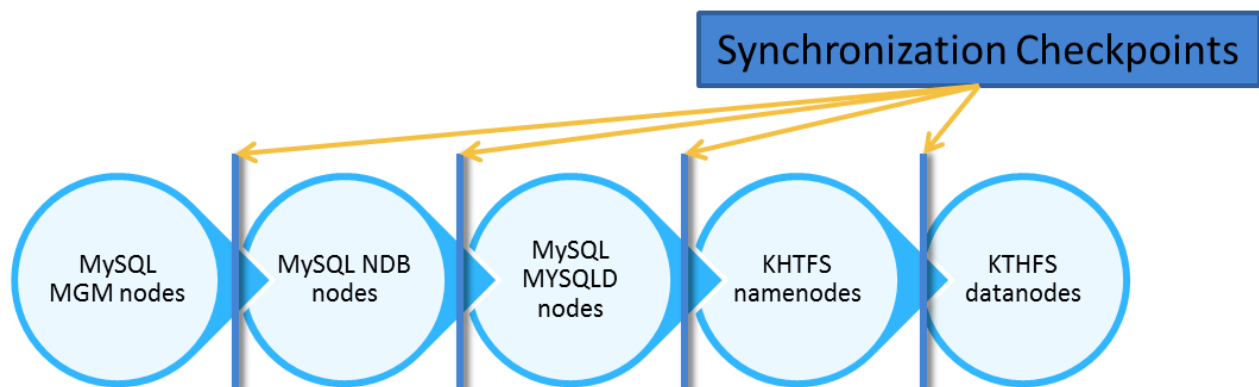 Synchronization Checkpoints
MySQL
MGM nodes
MySQL NDB
nodes
MySQL
MYSQLD
nodes
KHTFS
namenodes
KTHFS
datanodes